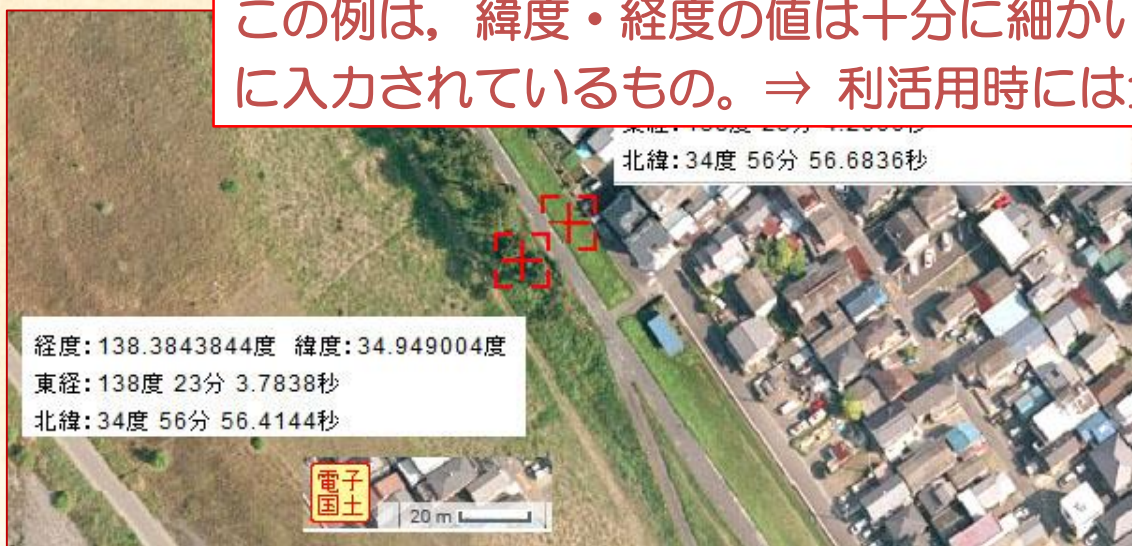 この例は，緯度・経度の値は十分に細かい
に入力されているもの。⇒ 利活用時には
北緯:34度 56分 56.6836秒
経度:138.3843844度 緯度:34.949004度
東経:138度 23分 3.7838秒
北緯:34度 56分 56.4144秒
電子
国土
20 m